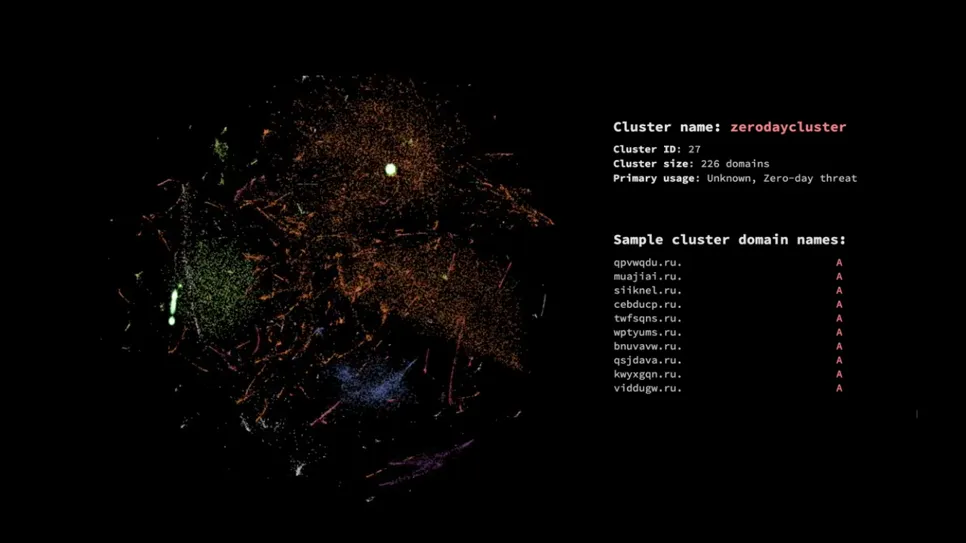 Cluster name: zerodaycluster
Cluster ID: 27
Cluster size: 226 domains
Primary usage: Unknown, Zero-day threat
Sample cluster domain names:
qpvwqdu.ru. A
muajiai.ru. A
siiknel.ru. A
cebducp.ru. A
twfsqns.ru. A
wptyums.ru. A
bnuvavw.ru. A
qsjdava.ru. A
kwyxgqn.ru. A
viddugw.ru. A